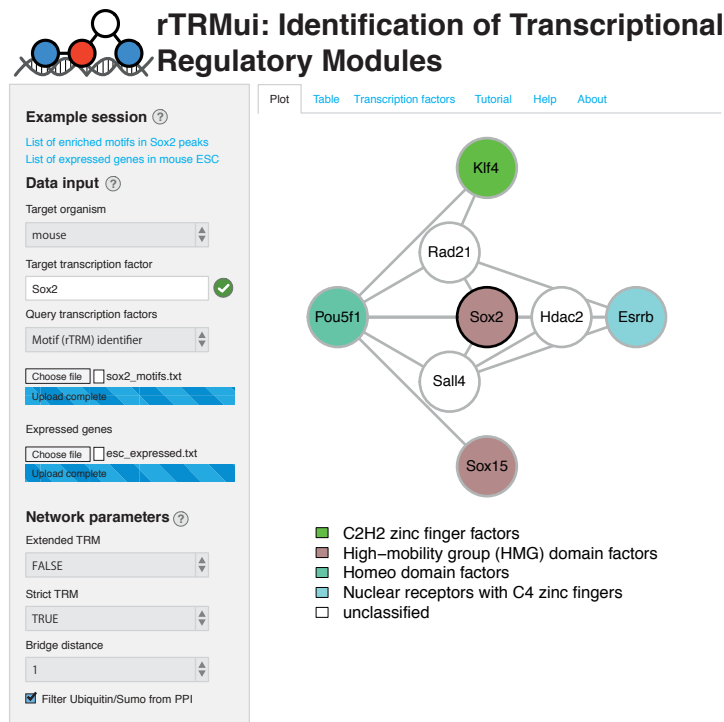 rTRMui: Identification of Transcriptional
Regulatory Modules
Example session ?
List of enriched motifs in Sox2 peaks
List of expressed genes in mouse ESC
Data input ?
Target organism
mouse
Target transcription factor
Sox2
Query transcription factors
Motif (rTRM) identifier
Choose file sox2_motifs.txt
Upload complete
Expressed genes
Choose file esc_expressed.txt
Upload complete
Network parameters ?
Extended TRM
FALSE
Strict TRM
TRUE
Bridge distance
1
Filter Ubiquitin/Sumo from PPI
Plot Table Transcription factors Tutorial Help About
Klf4
Rad21
Pou5f1 Sox2 Hdac2 Esrrb
Sall4
Sox15
C2H2 zinc finger factors
High−mobility group (HMG) domain factors
Homeo domain factors
Nuclear receptors with C4 zinc fingers
unclassified